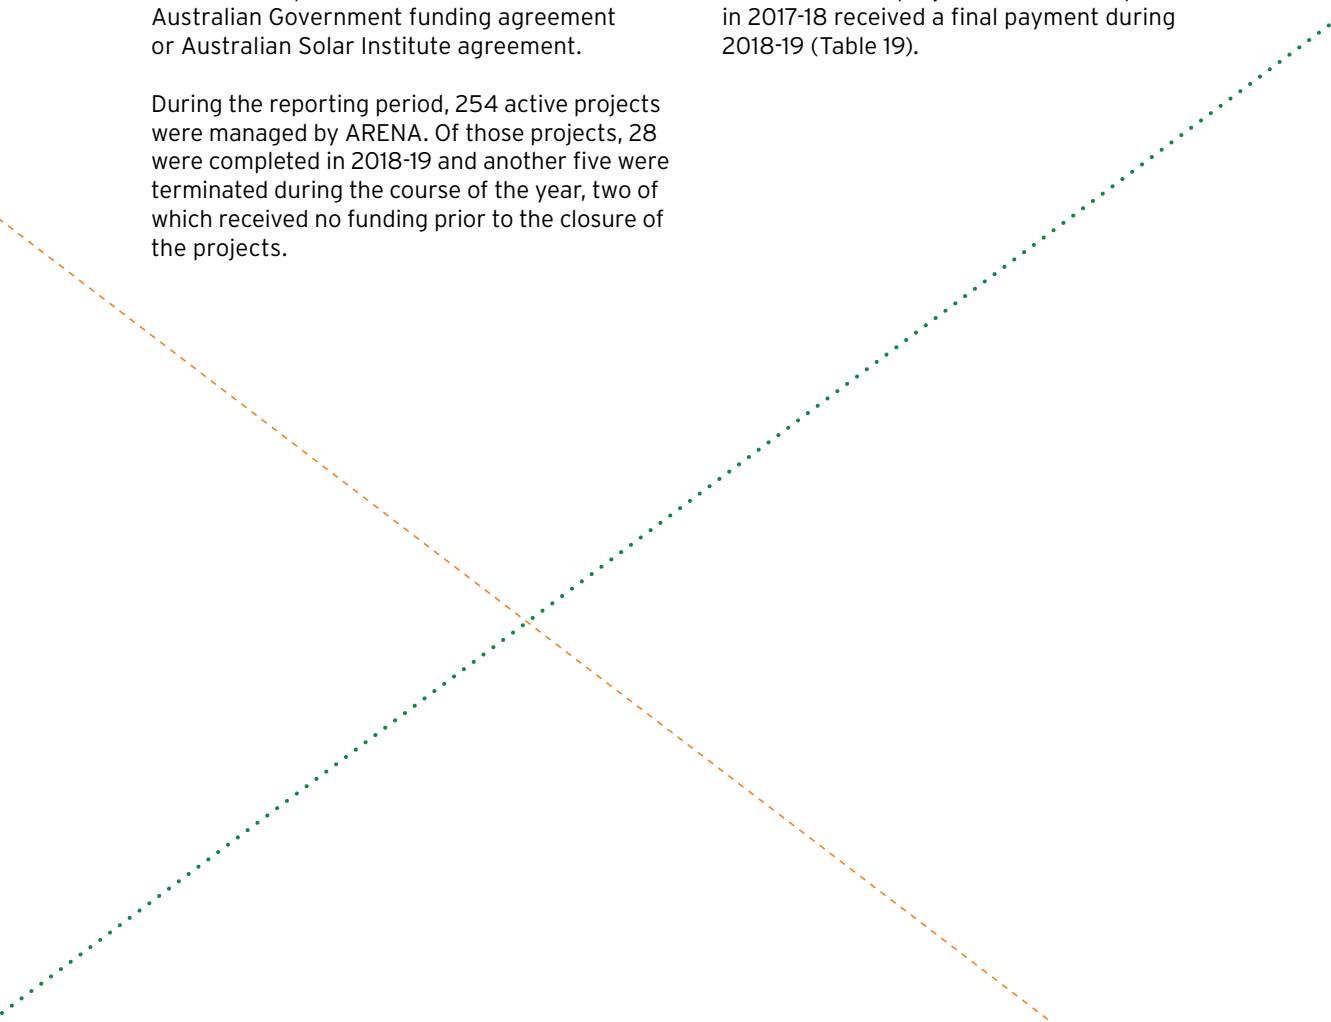 Australian Government funding agreement
or Australian Solar Institute agreement.
During the reporting period, 254 active projects
were managed by ARENA. Of those projects, 28
were completed in 2018-19 and another five were
terminated during the course of the year, two of
which received no funding prior to the closure of
the projects.
in 2017-18 received a final payment during
2018-19 (Table 19).